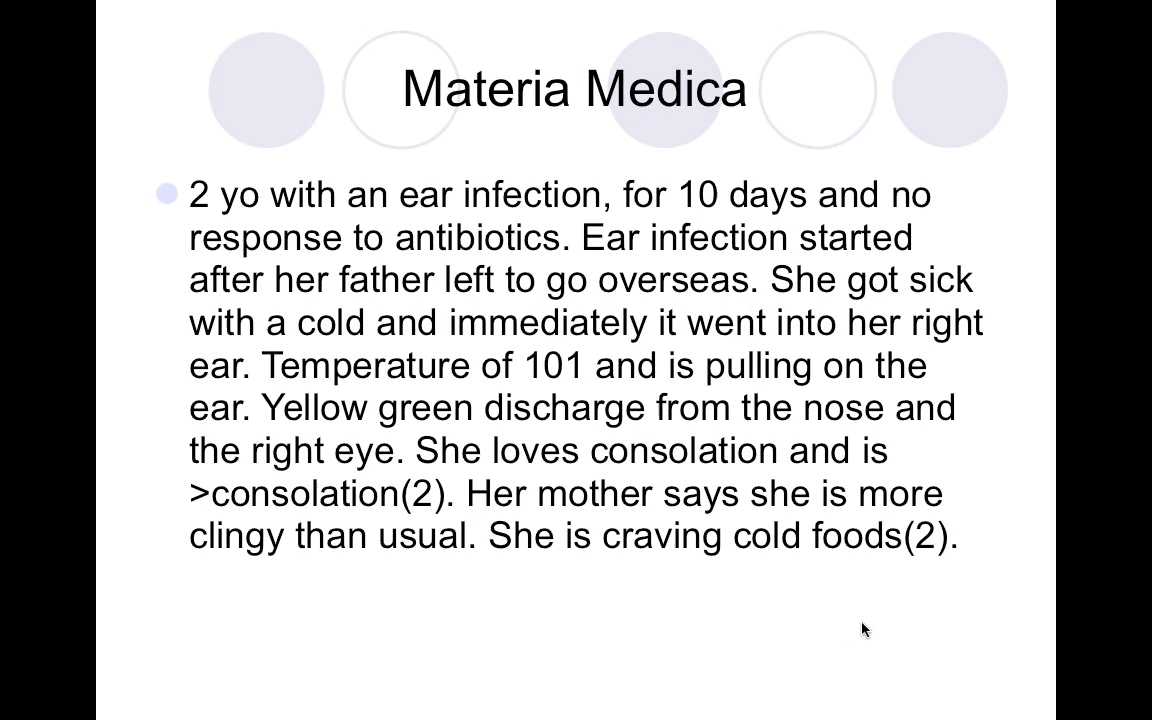 Materia Medica
2 yo with an ear infection, for 10 days and no
response to antibiotics. Ear infection started
after her father left to go overseas. She got sick
with a cold and immediately it went into her right
ear. Temperature of 101 and is pulling on the
ear. Yellow green discharge from the nose and
the right eye. She loves consolation and is
>consolation(2). Her mother says she is more
clingy than usual. She is craving cold foods(2).